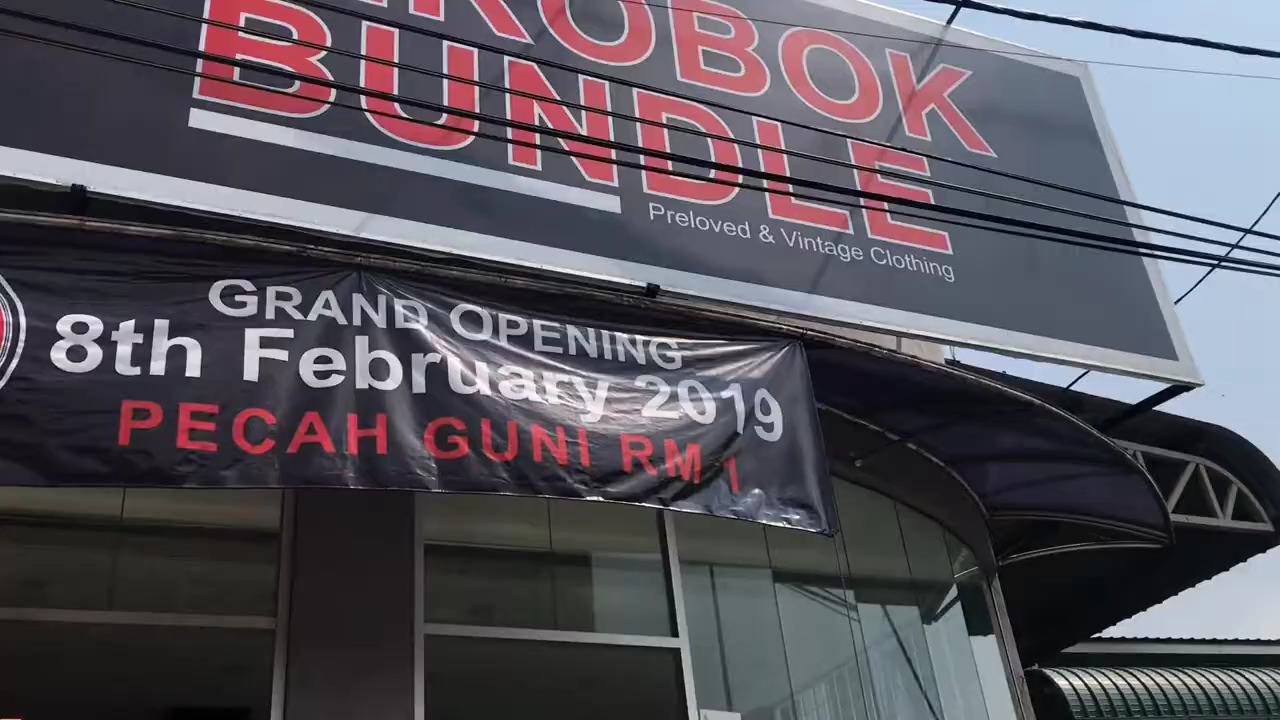 BUNDLE
Preloved & Vintage Clothing
GRAND OPENING
8th February 2019
PECAH GUNI RM 1